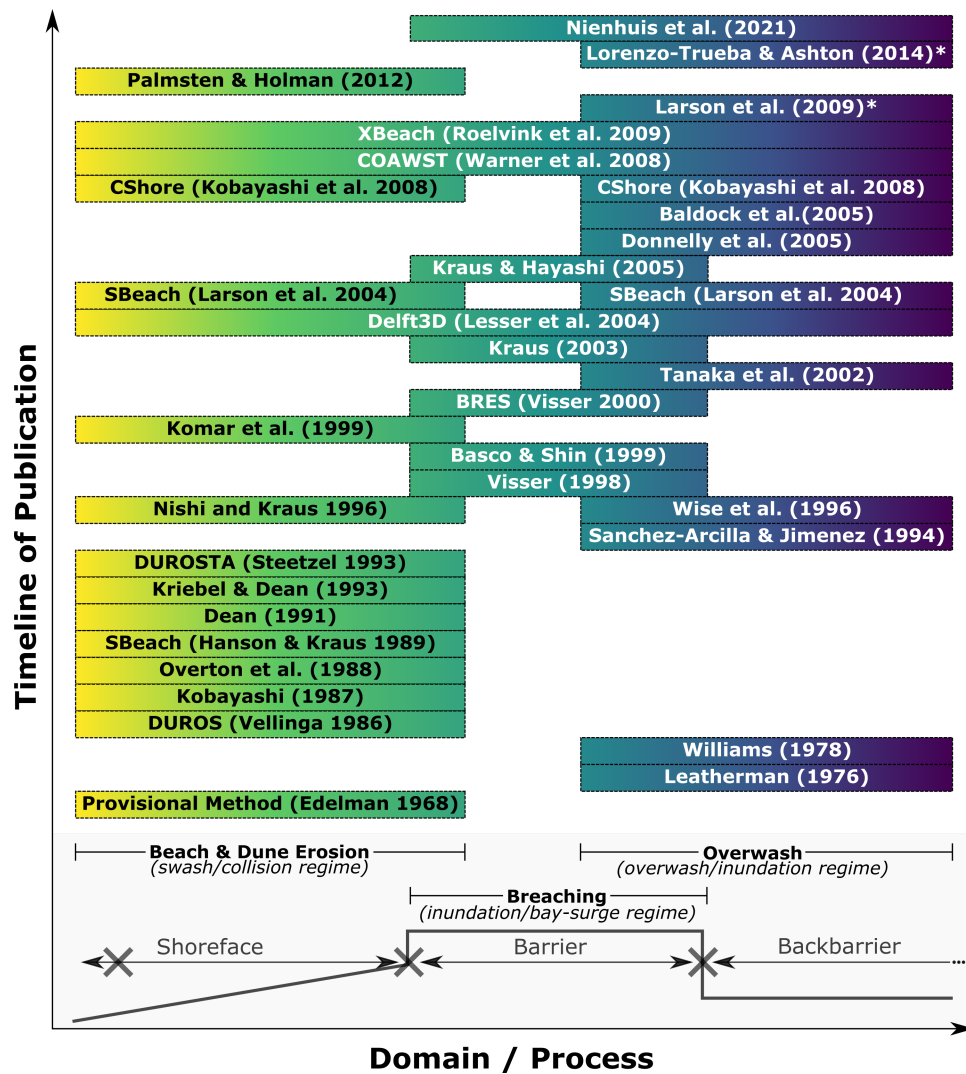 Nienhuis et al. (2021)
Lorenzo-Trueba & Ashton (2014)*
Palmsten & Holman (2012)
Larson et al. (2009)*
XBeach (Roelvink et al. 2009)
COAWST (Warner et al. 2008)
CShore (Kobayashi et al. 2008) CShore (Kobayashi et al. 2008)
Baldock et al.(2005)
Donnelly et al. (2005)
Kraus & Hayashi (2005)
SBeach (Larson et al. 2004) SBeach (Larson et al. 2004)
Delft3D (Lesser et al. 2004)
Kraus (2003)
Tanaka et al. (2002)
BRES (Visser 2000)
Komar et al. (1999)
Basco & Shin (1999)
Visser (1998)
Nishi and Kraus 1996) Wise et al. (1996)
Sanchez-Arcilla & Jimenez (1994)
DUROSTA (Steetzel 1993)
Kriebel & Dean (1993)
Dean (1991)
SBeach (Hanson & Kraus 1989)
Overton et al. (1988)
Kobayashi (1987)
DUROS (Vellinga 1986)
Williams (1978)
Leatherman (1976)
Provisional Method (Edelman 1968)
Timeline of Publication
Beach & Dune Erosion Overwash
(swash/collision regime) (overwash/inundation regime)
Breaching
(inundation/bay-surge regime)
Shoreface Barrier Backbarrier
Domain / Process